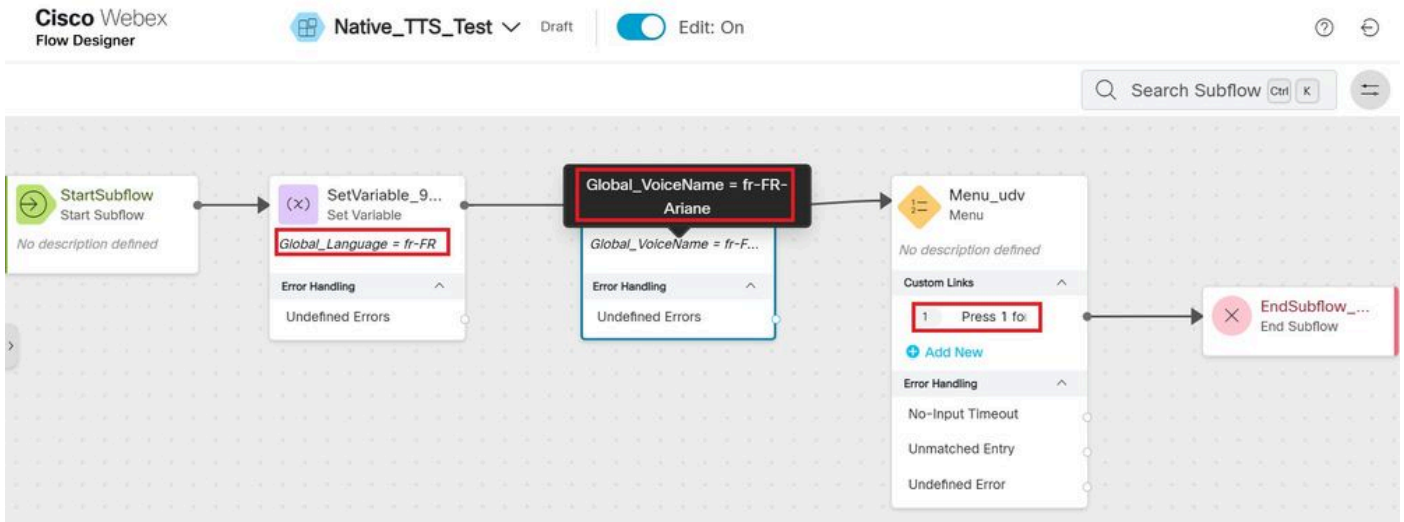 Cisco Webex
Flow Designer
Native_TTS_Test
Draft
Edit: On
Search Subflow Ctrl K
StartSubflow
Start Subflow
No description defined
SetVariable_9...
Set Variable
Global_Language = fr-FR
Error Handling
Undefined Errors
Global_VoiceName = fr-FR-
Ariane
Global_VoiceName = fr-F...
Error Handling
Undefined Errors
Menu_udv
Menu
No description defined
Custom Links
1 Press 1 fo
Add New
Error Handling
No-Input Timeout
Unmatched Entry
Undefined Error
EndSubflow_...
End Subflow